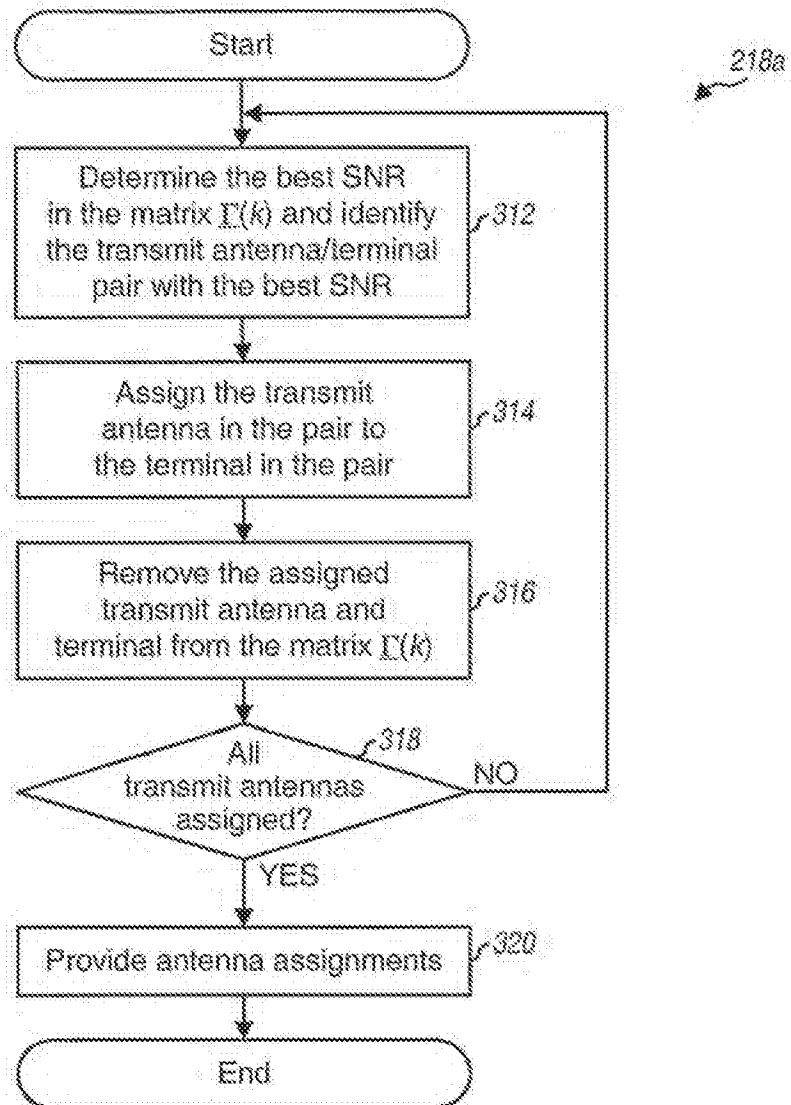 Start
218a
Determine the best SNR
in the matrix Γ(k) and identify
the transmit antenna/terminal
pair with the best SNR
312
Assign the transmit
antenna in the pair to
the terminal in the pair
314
Remove the assigned
transmit antenna and
terminal from the matrix Γ(k)
316
318
All
transmit antennas
assigned?
NO
YES
Provide antenna assignments
320
End